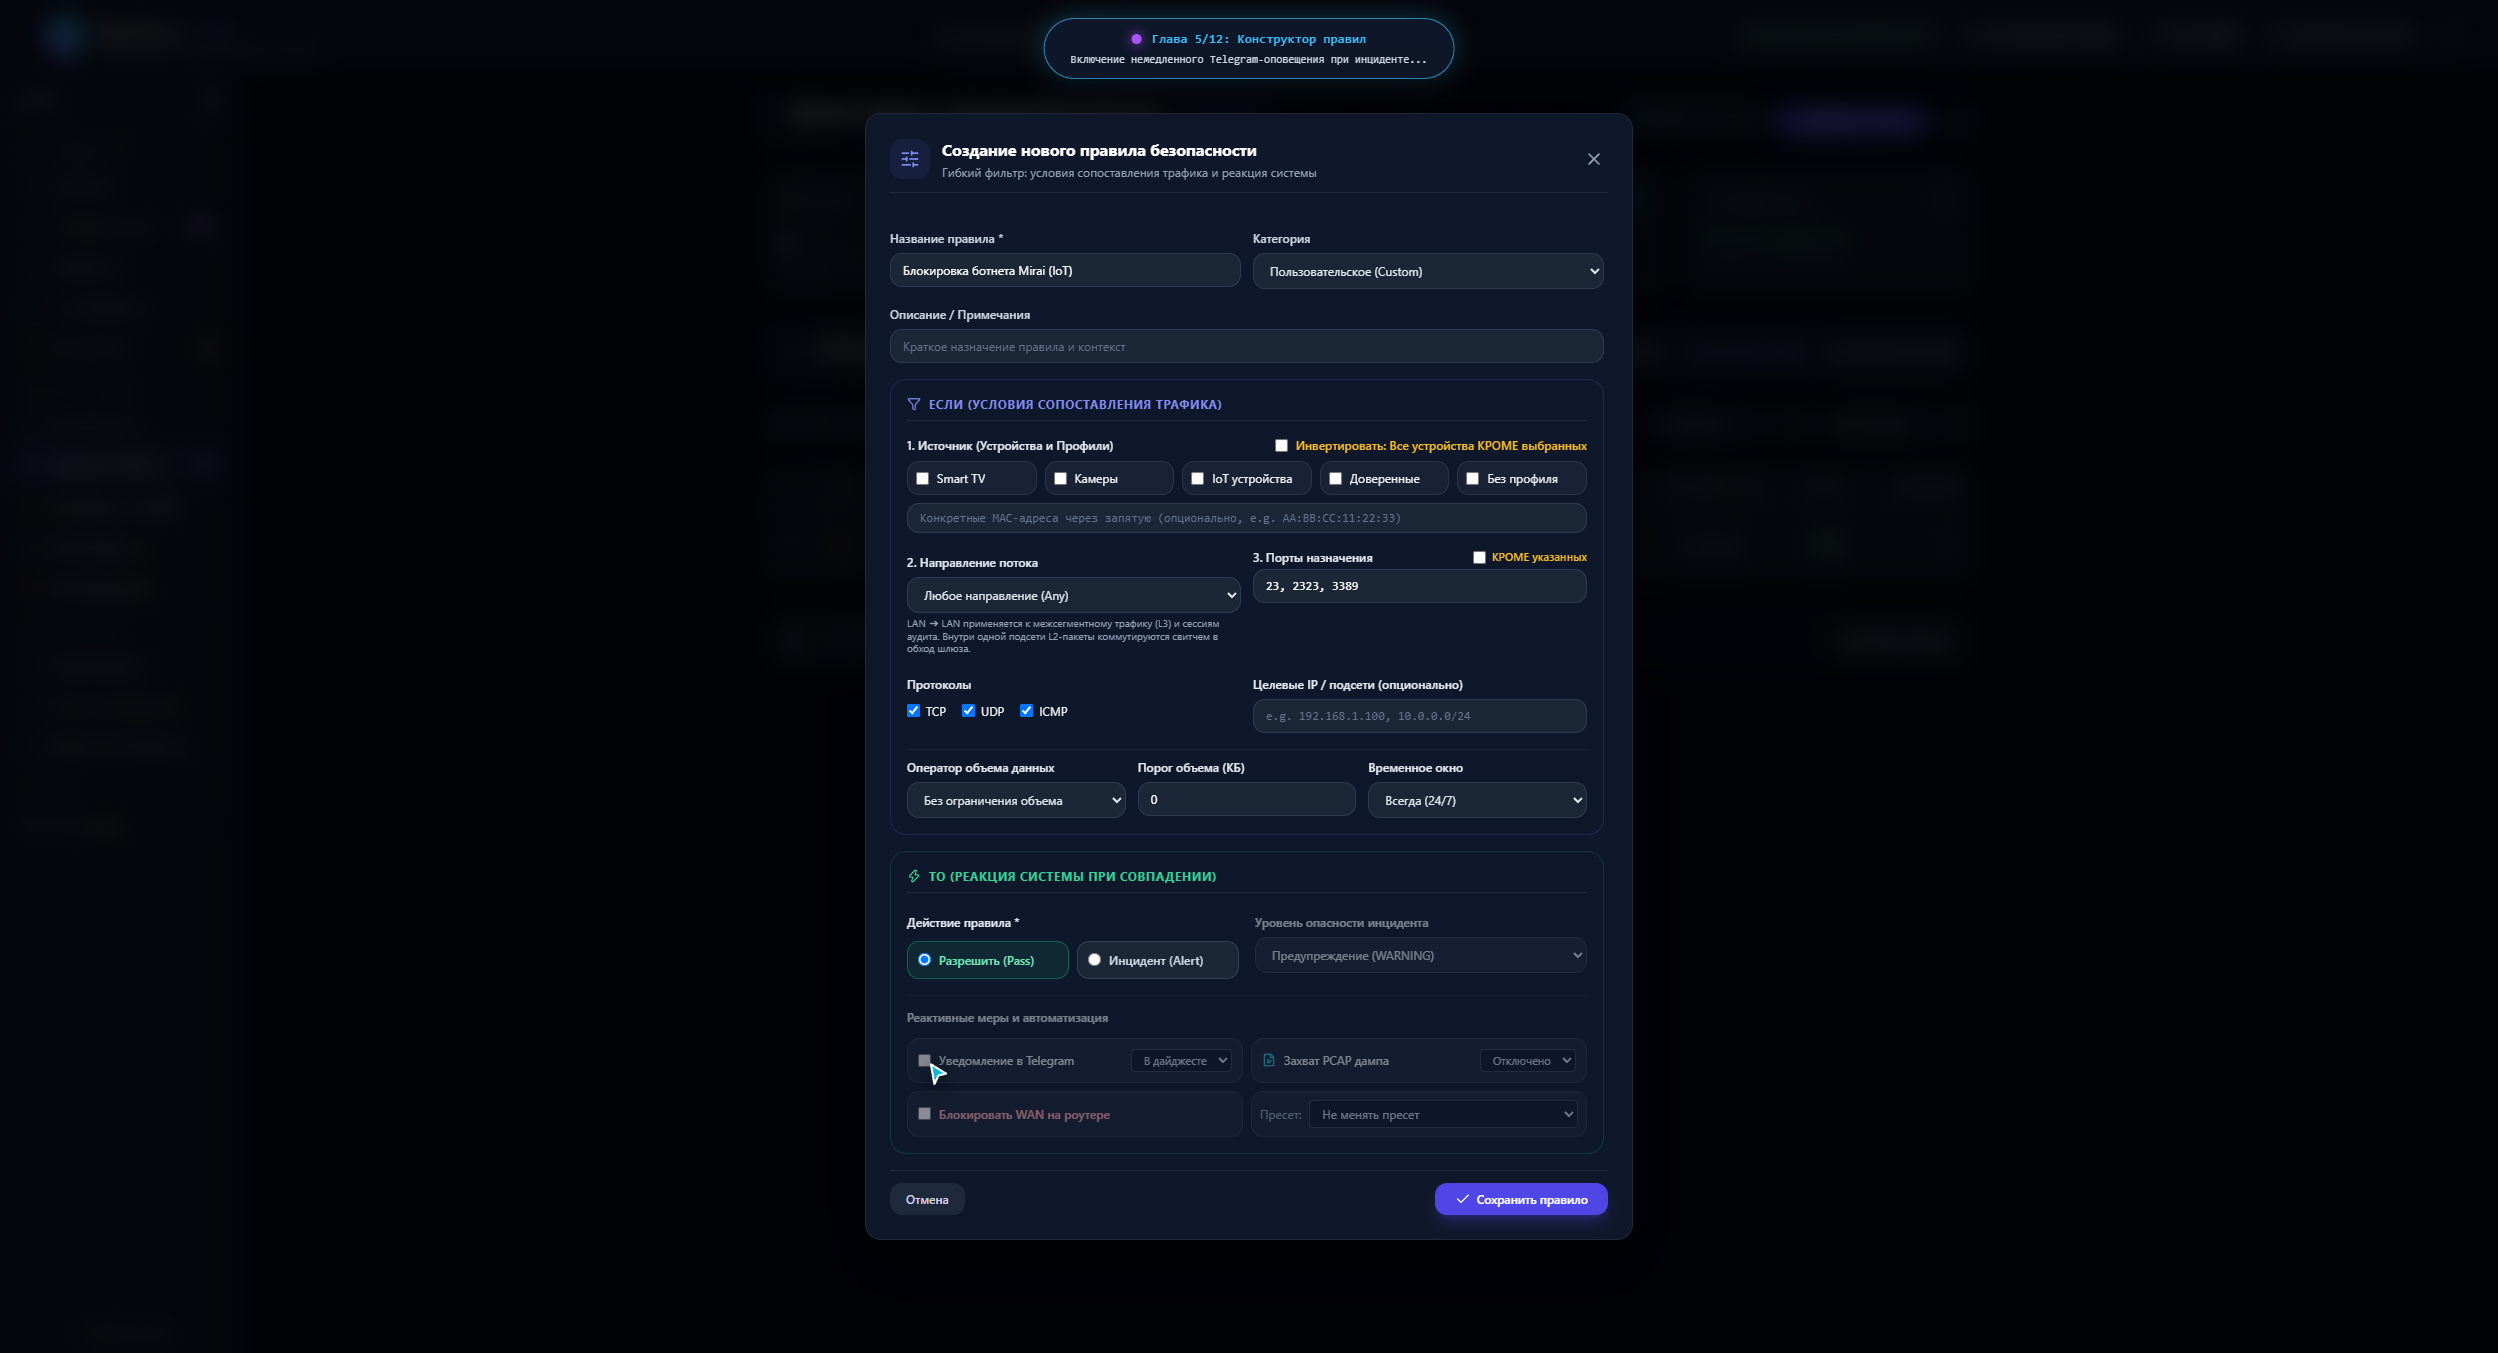 Глава 5/12: Конструктор правил
Включение немедленного Telegram-оповещения при инциденте...
Создание нового правила безопасности
Гибкий фильтр: условия сопоставления трафика и реакция системы
Название правила *
Категория
Блокировка ботнета Mirai (IoT)
Пользовательское (Custom)
Описание / Примечания
Краткое назначение правила и контекст
ЕСЛИ (УСЛОВИЯ СОПОСТАВЛЕНИЯ ТРАФИКА)
1. Источник (Устройства и Профили)
Инвертировать: Все устройства КРОМЕ выбранных
Smart TV
Камеры
IoT устройства
Доверенные
Без профиля
Конкретные MAC-адреса через запятую (опционально, e.g. AA:BB:CC:11:22:33)
2. Направление потока
3. Порты назначения
КРОМЕ указанных
Любое направление (Any)
23, 2323, 3389
LAN ➔ LAN применяется к межсегментному трафику (L3) и сессиям
аудита. Внутри одной подсети L2-пакеты коммутируются свитчем в
обход шлюза.
Протоколы
Целевые IP / подсети (опционально)
TCP
UDP
ICMP
e.g. 192.168.1.100, 10.0.0.0/24
Оператор объема данных
Порог объема (КБ)
Временное окно
Без ограничения объема
0
Всегда (24/7)
ТО (РЕАКЦИЯ СИСТЕМЫ ПРИ СОВПАДЕНИИ)
Действие правила *
Уровень опасности инцидента
Разрешить (Pass)
Инцидент (Alert)
Предупреждение (WARNING)
Реактивные меры и автоматизация
Уведомление в Telegram
В дайджесте
Захват PCAP дампа
Отключено
Блокировать WAN на роутере
Пресет:
Не менять пресет
Отмена
Сохранить правило